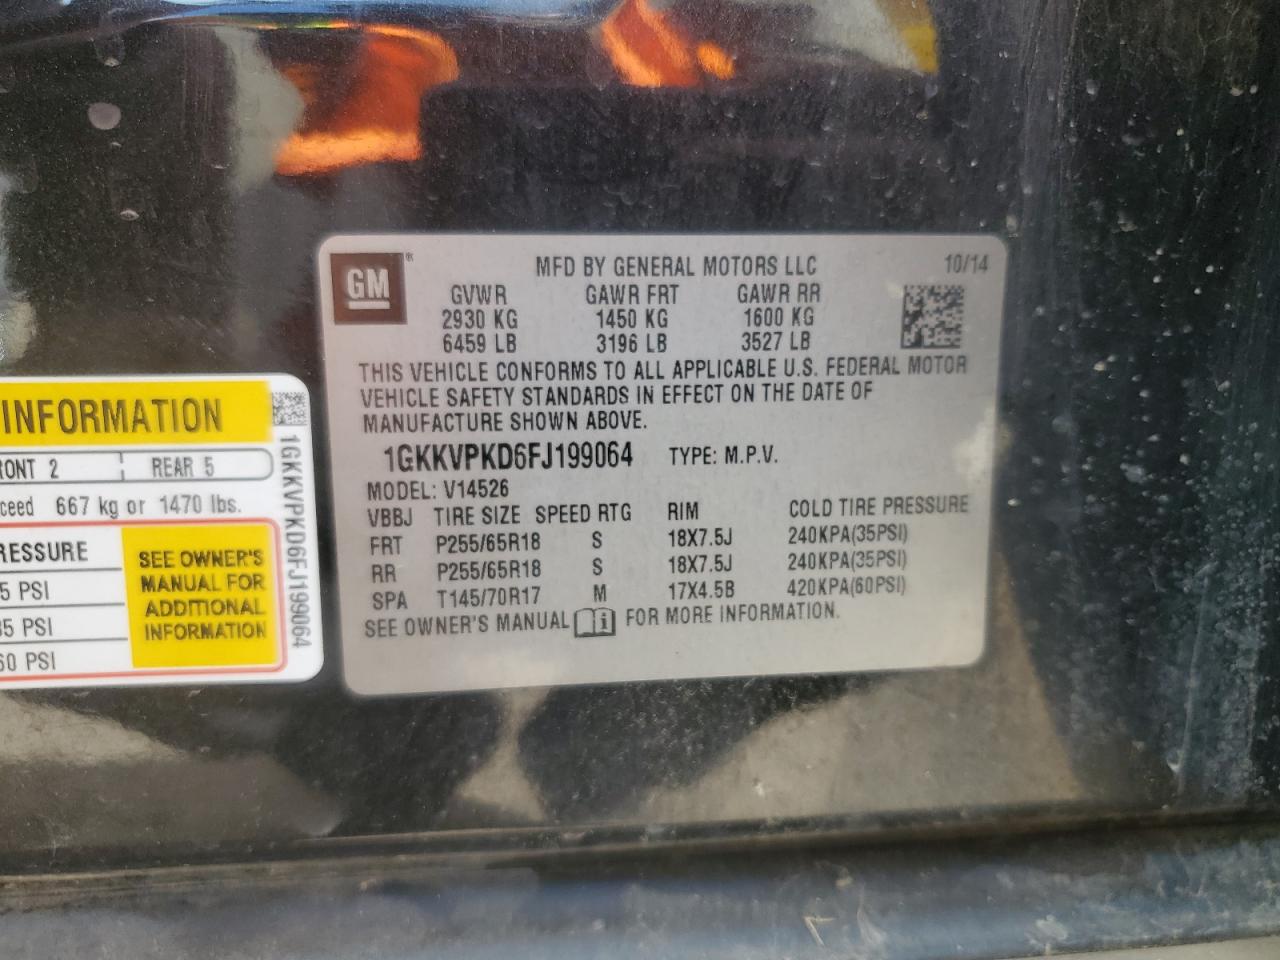 GM
®
MFD BY GENERAL MOTORS LLC
10/14
GVWR GAWR FRT GAWR RR
2930 KG 1450 KG 1600 KG
6459 LB 3196 LB 3527 LB
THIS VEHICLE CONFORMS TO ALL APPLICABLE U.S. FEDERAL MOTOR
VEHICLE SAFETY STANDARDS IN EFFECT ON THE DATE OF
MANUFACTURE SHOWN ABOVE.
1GKKVPKD6FJ199064 TYPE: M.P.V.
MODEL: V14526
VBBJ TIRE SIZE SPEED RTG RIM COLD TIRE PRESSURE
FRT P255/65R18 S 18X7.5J 240KPA(35PSI)
RR P255/65R18 S 18X7.5J 240KPA(35PSI)
SPA T145/70R17 M 17X4.5B 420KPA(60PSI)
SEE OWNER'S MANUAL i FOR MORE INFORMATION.
INFORMATION
RONT 2 REAR 5
ceed 667 kg or 1470 lbs.
RESSURE
5 PSI
35 PSI
60 PSI
SEE OWNER'S
MANUAL FOR
ADDITIONAL
INFORMATION
1GKKVPKD6FJ199064